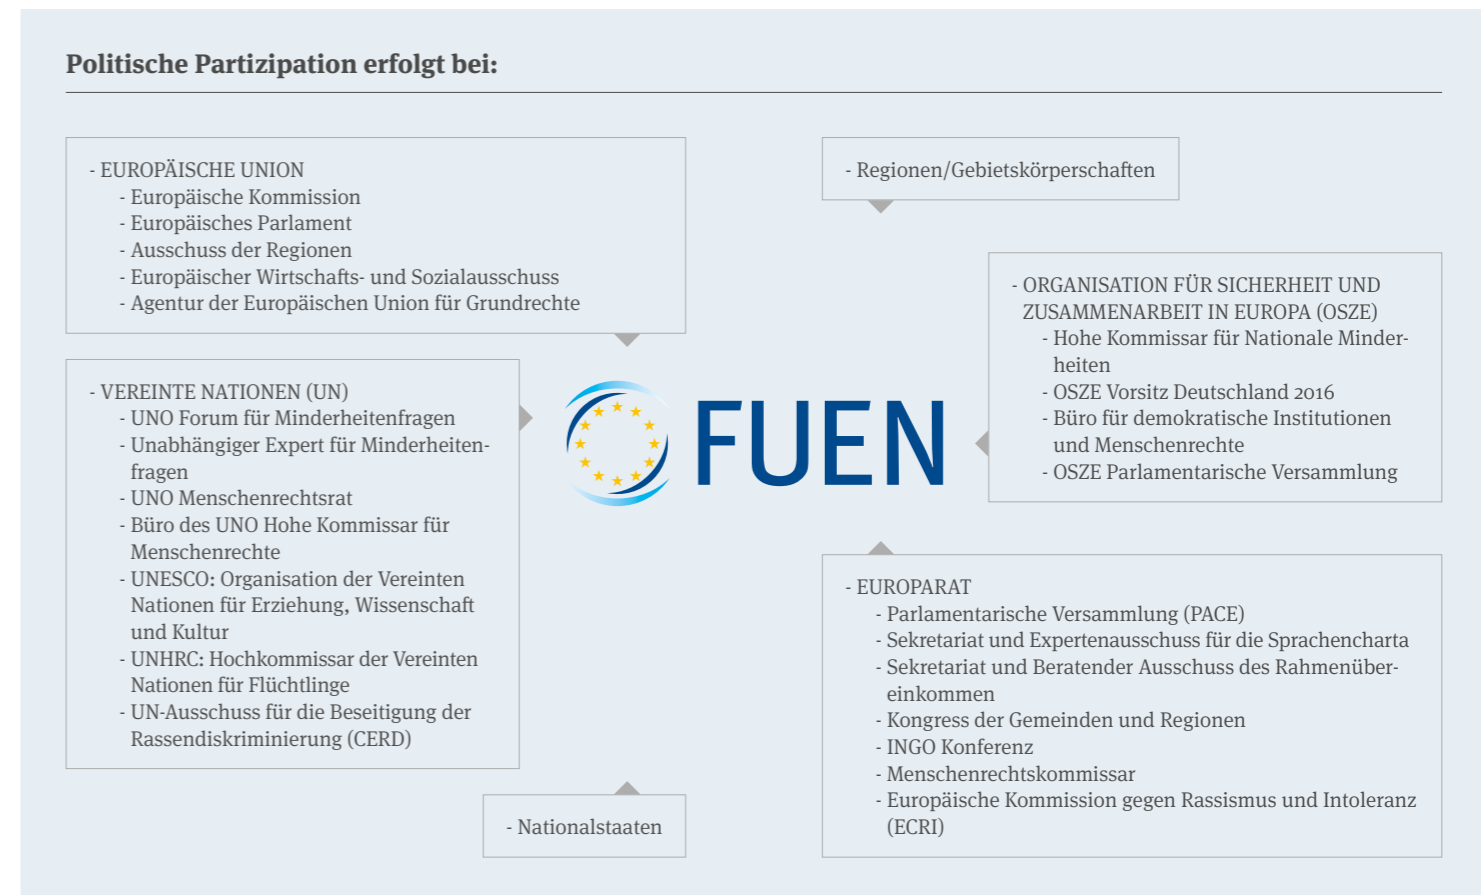 Politische Partizipation erfolgt bei:
- EUROPÄISCHE UNION
- Europäische Kommission
- Europäisches Parlament
- Ausschuss der Regionen
- Europäischer Wirtschafts- und Sozialausschuss
- Agentur der Europäischen Union für Grundrechte
- VEREINTE NATIONEN (UN)
- UNO Forum für Minderheitenfragen
- Unabhängiger Expert für Minderheiten-
fragen
- UNO Menschenrechtsrat
- Büro des UNO Hohe Kommissar für
Menschenrechte
- UNESCO: Organisation der Vereinten
Nationen für Erziehung, Wissenschaft
und Kultur
- UNHRC: Hochkommissar der Vereinten
Nationen für Flüchtlinge
- UN-Ausschuss für die Beseitigung der
Rassendiskriminierung (CERD)
- Nationalstaaten
FUEN
- Regionen/Gebietskörperschaften
- ORGANISATION FÜR SICHERHEIT UND
ZUSAMMENARBEIT IN EUROPA (OSZE)
- Hohe Kommissar für Nationale Minder-
heiten
- OSZE Vorsitz Deutschland 2016
- Büro für demokratische Institutionen
und Menschenrechte
- OSZE Parlamentarische Versammlung
- EUROPARAT
- Parlamentarische Versammlung (PACE)
- Sekretariat und Expertenausschuss für die Sprachencharta
- Sekretariat und Beratender Ausschuss des Rahmenüber-
einkommen
- Kongress der Gemeinden und Regionen
- INGO Konferenz
- Menschenrechtskommissar
- Europäische Kommission gegen Rassismus und Intoleranz
(ECRI)